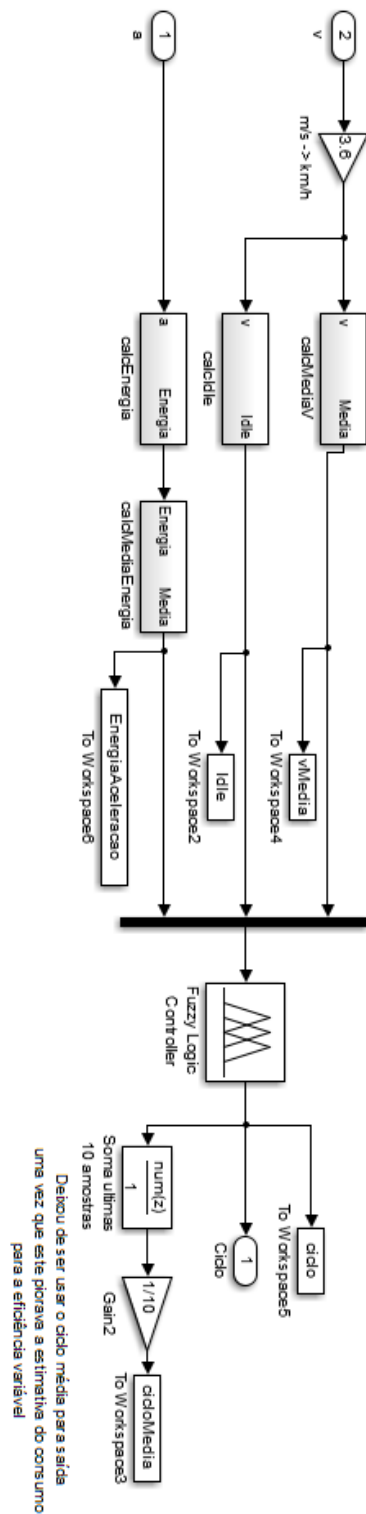 2
v
3.6
m/s -> km/h
v
Media
calcMediaV
v
Idle
calcIdle
1
a
a
Energia
calcEnergia
Energia
Media
calcMediaEnergia
vMedia
To Workspace4
Idle
To Workspace2
EnergiaAceleracao
To Workspace6
Fuzzy Logic
Controller
ciclo
To Workspace5
1
Ciclo
num(z)
1
Soma ultimas
10 amostras
1/10
Gain2
cicloMedia
To Workspace3
Deixou de ser usar o ciclo média para saída
uma vez que este piorava a estimativa do consumo
para a eficiência variável